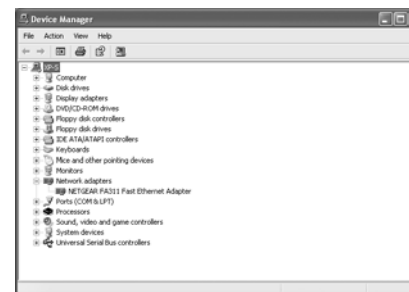 Device Manager
File Action View Help
XP-S
Computer
Disk drives
Display adapters
DVD/CD-ROM drives
Floppy disk controllers
Floppy disk drives
IDE ATA/ATAPI controllers
Keyboards
Mice and other pointing devices
Monitors
Network adapters
NETGEAR FA311 Fast Ethernet Adapter
Ports (COM & LPT)
Processors
Sound, video and game controllers
System devices
Universal Serial Bus controllers